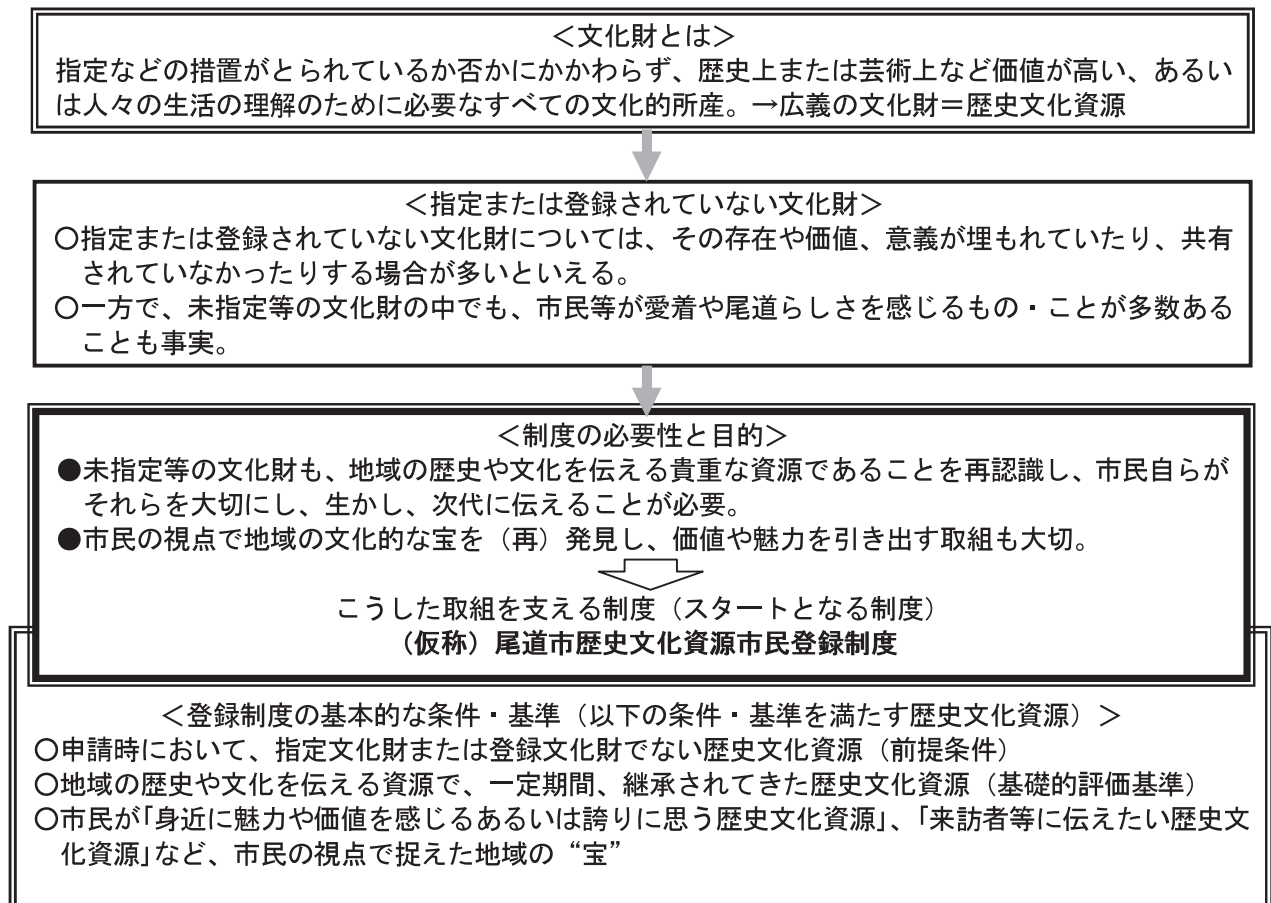 ＜文化財とは＞
指定などの措置がとられているか否かにかかわらず、歴史上または芸術上など価値が高い、あるい
は人々の生活の理解のために必要なすべての文化的所産。→広義の文化財＝歴史文化資源
＜指定または登録されていない文化財＞
○指定または登録されていない文化財については、その存在や価値、意義が埋もれていたり、共有
されていなかったりする場合が多いといえる。
○一方で、未指定等の文化財の中でも、市民等が愛着や尾道らしさを感じるもの・ことが多数ある
ことも事実。
＜制度の必要性と目的＞
●未指定等の文化財も、地域の歴史や文化を伝える貴重な資源であることを再認識し、市民自らが
それらを大切にし、生かし、次代に伝えることが必要。
●市民の視点で地域の文化的な宝を（再）発見し、価値や魅力を引き出す取組も大切。
こうした取組を支える制度（スタートとなる制度）
（仮称）尾道市歴史文化資源市民登録制度
＜登録制度の基本的な条件・基準（以下の条件・基準を満たす歴史文化資源）＞
○申請時において、指定文化財または登録文化財でない歴史文化資源（前提条件）
○地域の歴史や文化を伝える資源で、一定期間、継承されてきた歴史文化資源（基礎的評価基準）
○市民が「身近に魅力や価値を感じるあるいは誇りに思う歴史文化資源」、「来訪者等に伝えたい歴史文
化資源」など、市民の視点で捉えた地域の“宝”